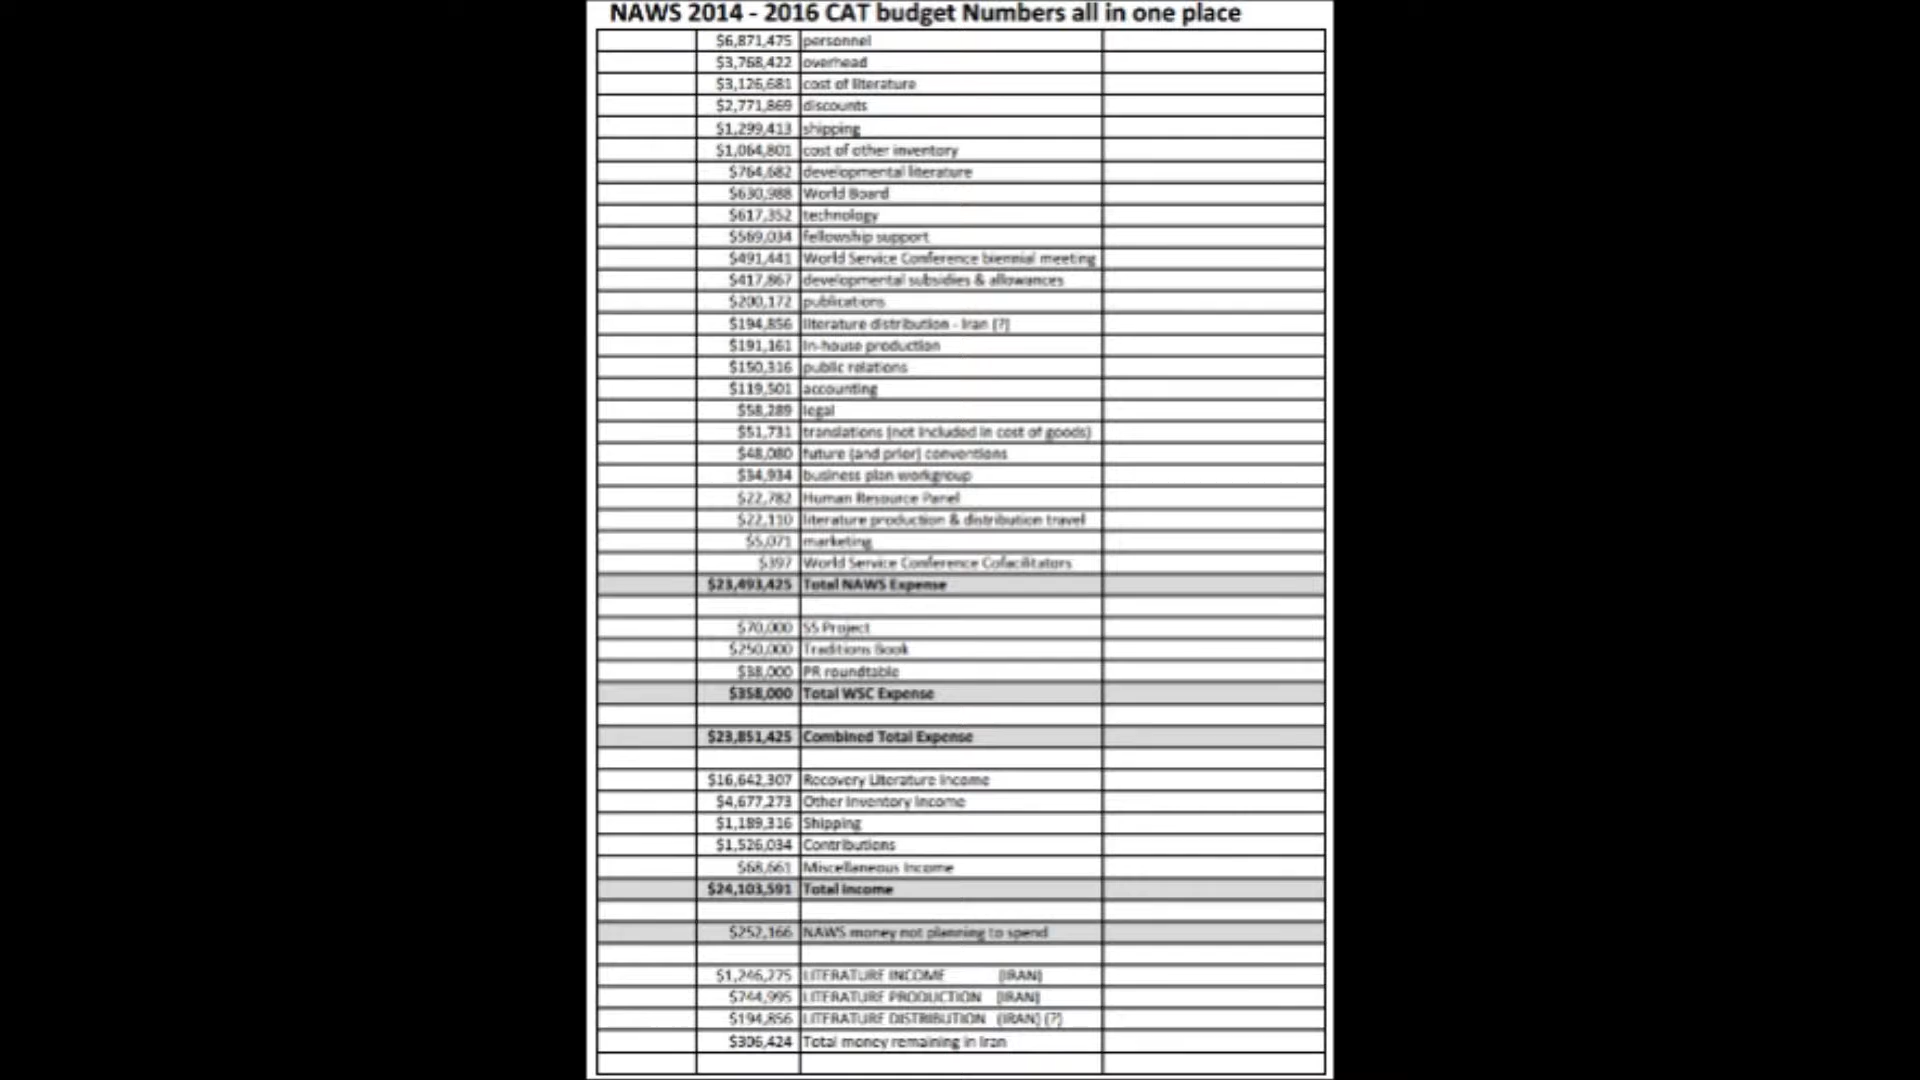 NAWS 2014 - 2016 CAT budget Numbers all in one place
$6,871,475 personnel
$3,768,422 overhead
$3,126,681 cost of literature
$2,771,869 discounts
$1,299,413 shipping
$1,064,801 cost of other inventory
$764,682 developmental literature
$630,988 World Board
$617,352 technology
$569,034 fellowship support
$491,441 World Service Conference biennial meeting
$417,867 developmental subsidies & allowances
$200,172 publications
$194,856 literature distribution - Iran (?)
$191,161 In-house production
$150,316 public relations
$119,501 accounting
$58,289 legal
$51,731 translations (not included in cost of goods)
$48,080 future (and prior) conventions
$34,934 business plan workgroup
$22,782 Human Resource Panel
$22,110 literature production & distribution travel
$5,071 marketing
$397 World Service Conference Cofacilitators
$23,493,425 Total NAWS Expense
$70,000 SS Project
$250,000 Traditions Book
$38,000 PR roundtable
$358,000 Total WSC Expense
$23,851,425 Combined Total Expense
$16,642,307 Recovery Literature Income
$4,677,273 Other Inventory Income
$1,189,316 Shipping
$1,526,034 Contributions
$68,661 Miscellaneous Income
$24,103,591 Total Income
$252,166 NAWS money not planning to spend
$1,246,275 LITERATURE INCOME (IRAN)
$744,995 LITERATURE PRODUCTION (IRAN)
$194,856 LITERATURE DISTRIBUTION (IRAN) (?)
$306,424 Total money remaining in Iran